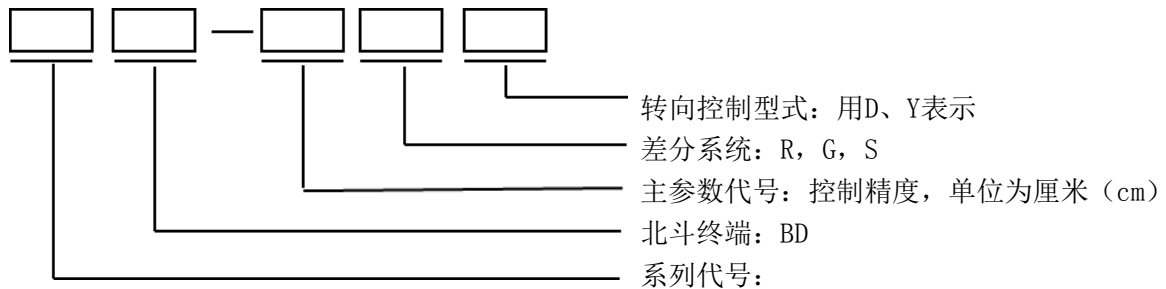 转向控制型式：用D、Y表示
差分系统：R，G，S
主参数代号：控制精度，单位为厘米（cm）
北斗终端：BD
系列代号：